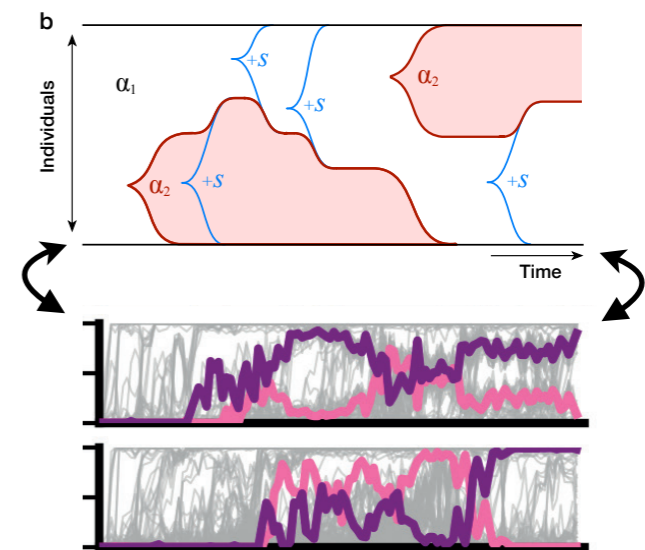 b
Individuals
α₁
+s
α₂
+s
α₂
+s
+s
Time